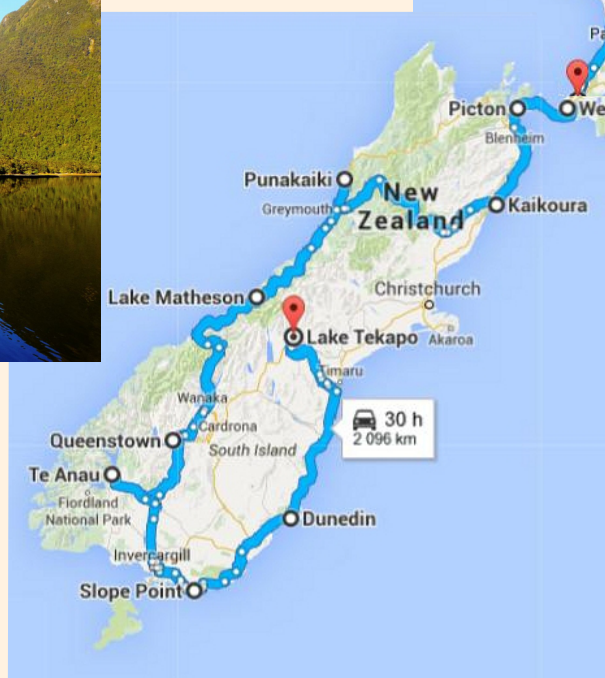 Pa
Picton
We
Blenheim
Punakaiki
New
Zealand
Greymouth
Kaikoura
Lake Matheson
Christchurch
Lake Tekapo
Akaroa
Timaru
Wanaka
30 h
2 096 km
Cardrona
Queenstown
South Island
Te Anau
Fiordland
National Park
Dunedin
Invercargill
Slope Point